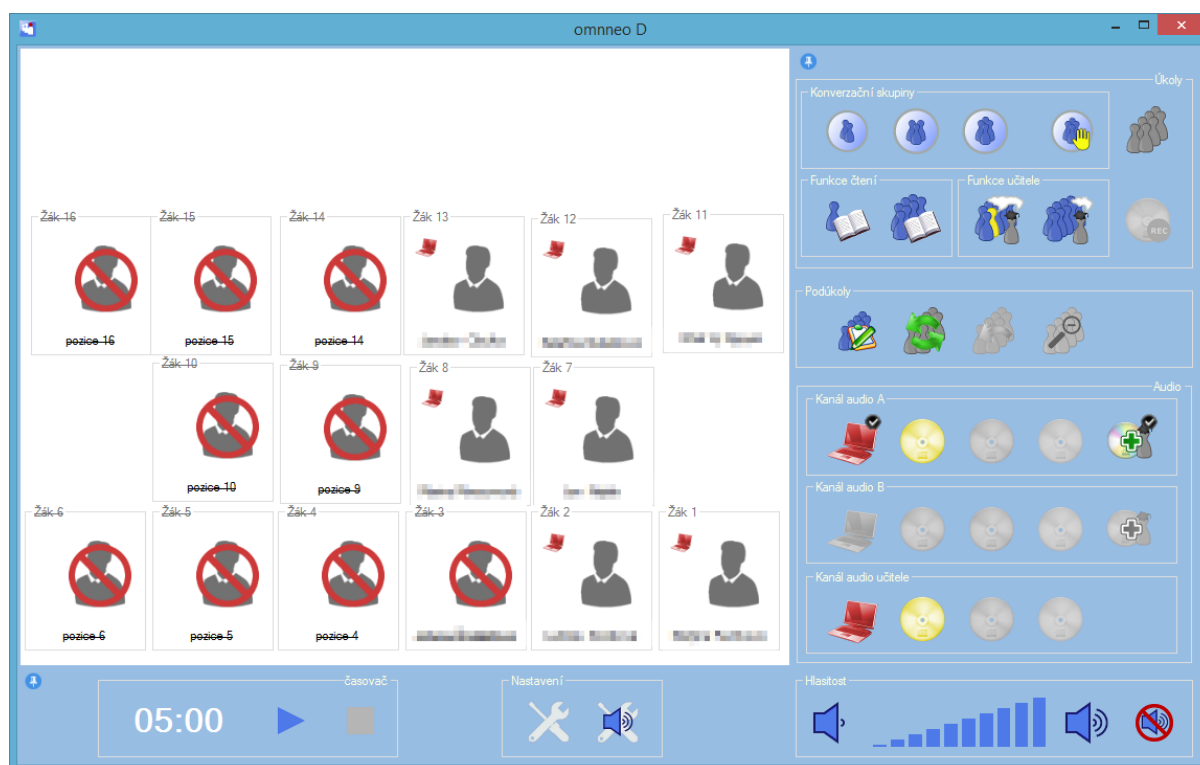 omnneo D
Úkoly
Konverzační skupiny
Funkce čtení
Funkce učitele
REC
Podúkoly
Audio
Kanál audio A
Kanál audio B
Kanál audio učitele
Žák 16
Žák 15
Žák 14
Žák 13
Žák 12
Žák 11
pozice 16
pozice 15
pozice 14
Žák 10
Žák 9
Žák 8
Žák 7
pozice 10
pozice 9
Žák 6
Žák 5
Žák 4
Žák 3
Žák 2
Žák 1
pozice 6
pozice 5
pozice 4
časovač
05:00
Nastavení
Hlasitost